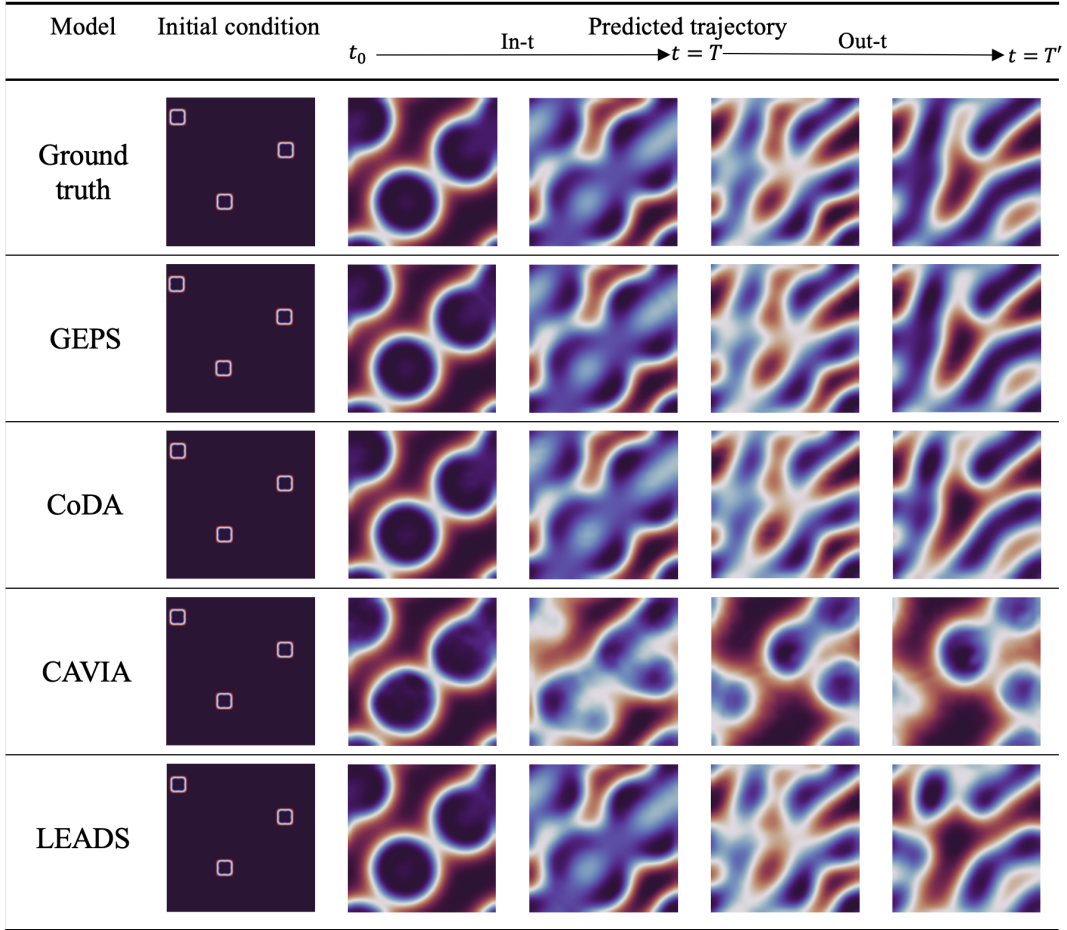 Model Initial condition Predicted trajectory
t₀ In-t t = T Out-t t = T′
Ground
truth
GEPS
CoDA
CAVIA
LEADS